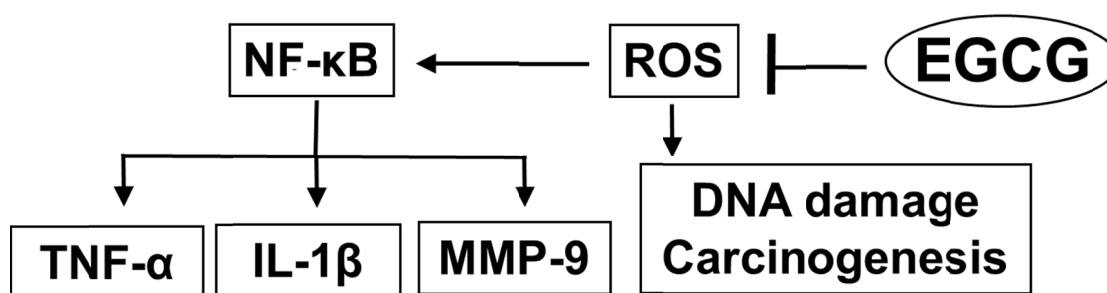 NF-κB
ROS
EGCG
TNF-α
IL-1β
MMP-9
DNA damage
Carcinogenesis